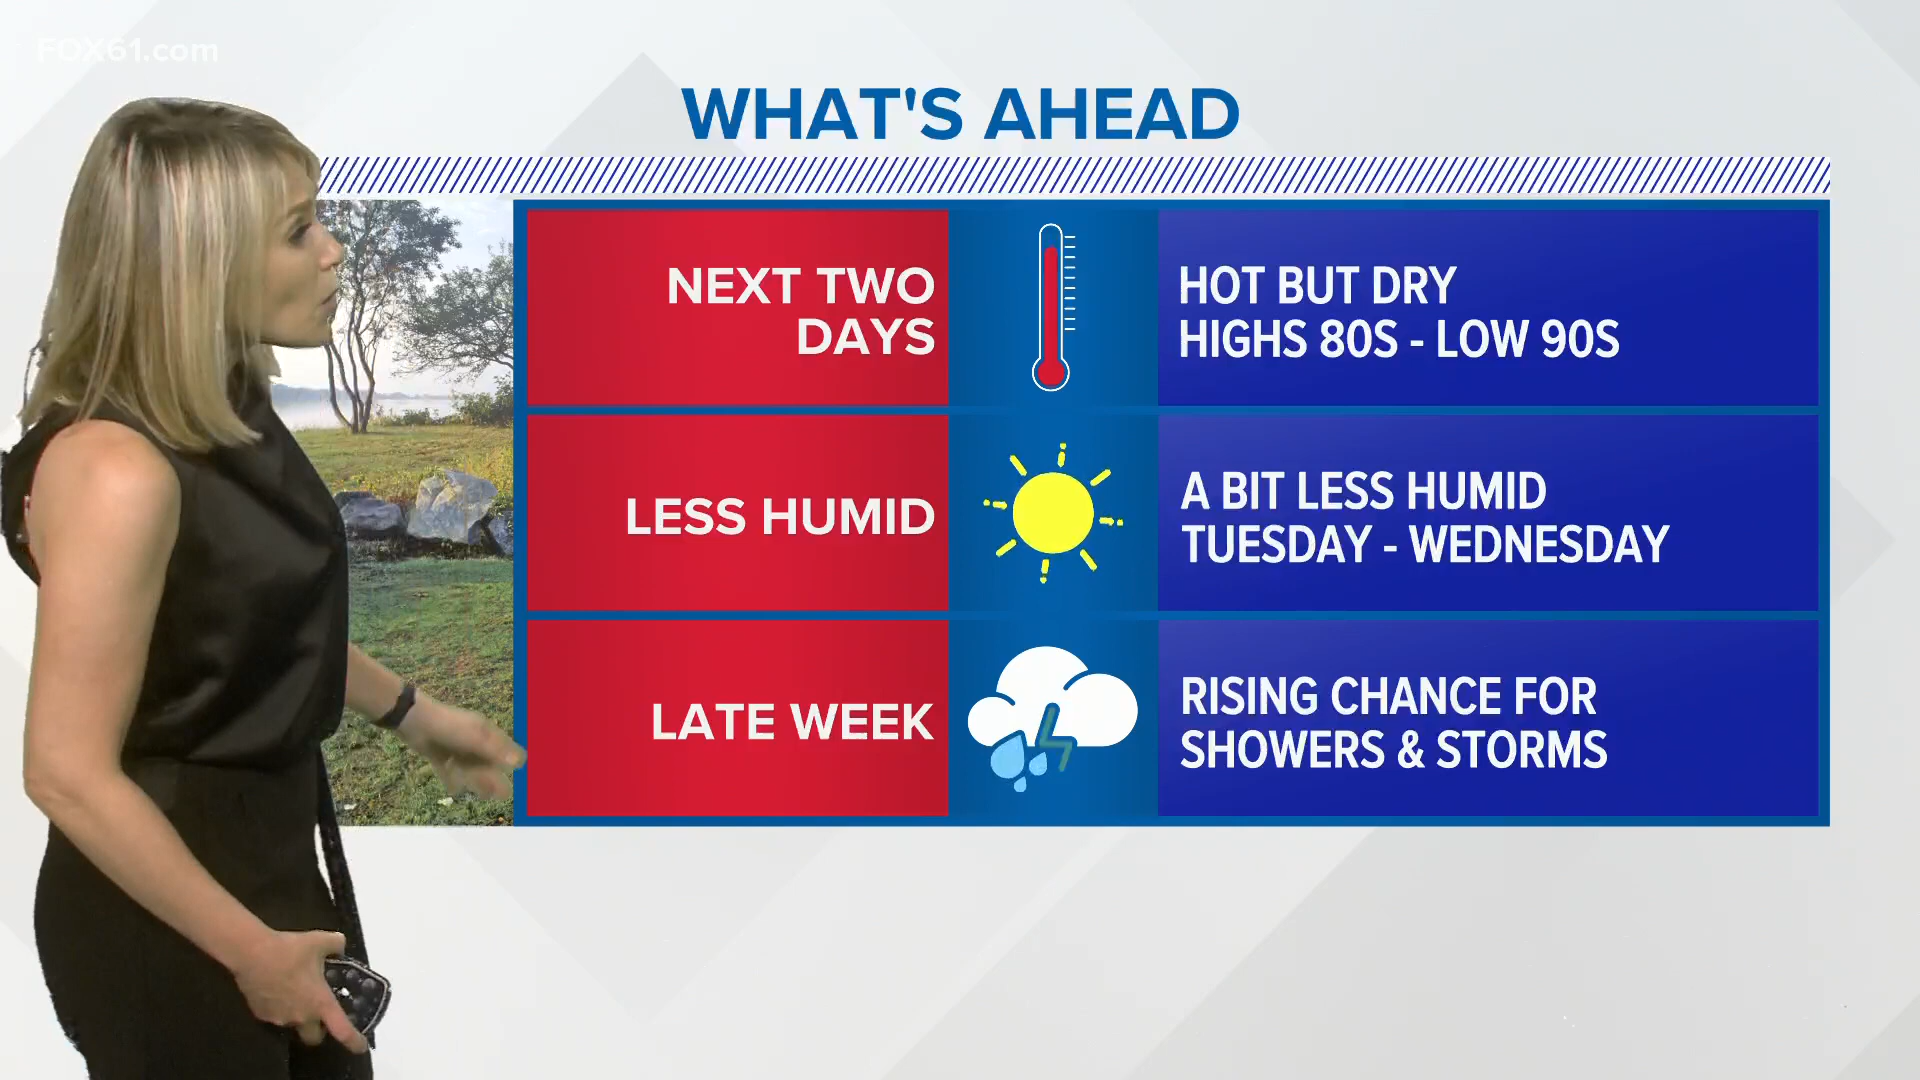 FOX61.com
WHAT'S AHEAD
NEXT TWO
DAYS
HOT BUT DRY
HIGHS 80S - LOW 90S
LESS HUMID
A BIT LESS HUMID
TUESDAY - WEDNESDAY
LATE WEEK
RISING CHANCE FOR
SHOWERS & STORMS